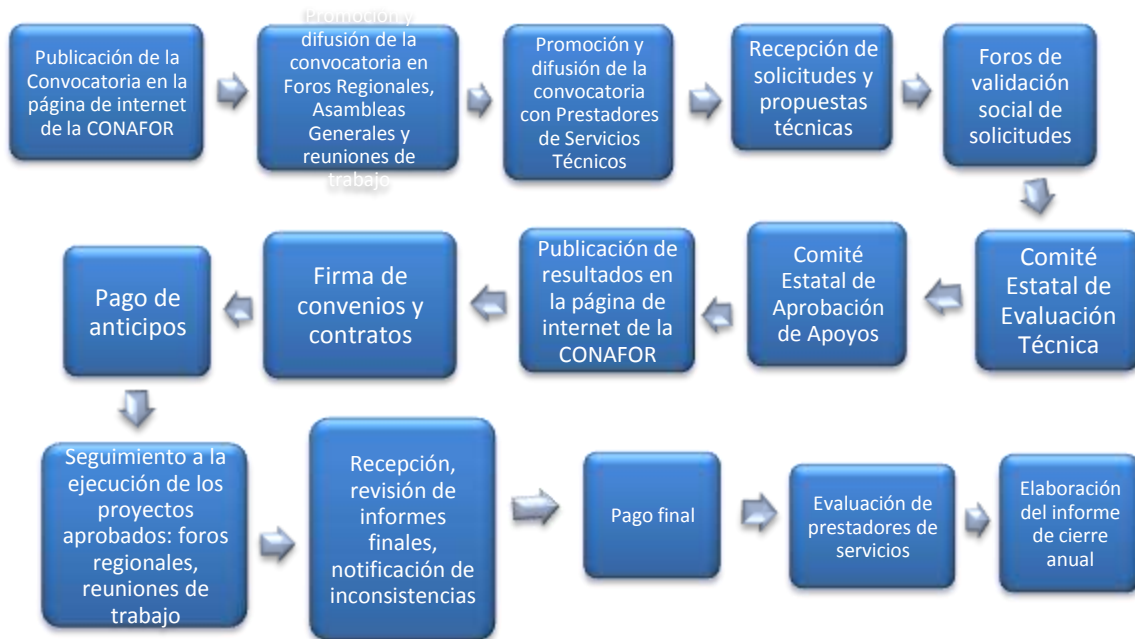 Publicación de la
Convocatoria en la
página de internet
de la CONAFOR
Promoción y
difusión de la
convocatoria en
Foros Regionales,
Asambleas
Generales y
reuniones de
trabajo
Promoción y
difusión de la
convocatoria
con Prestadores
de Servicios
Técnicos
Recepción de
solicitudes y
propuestas
técnicas
Foros de
validación
social de
solicitudes
Comité
Estatal de
Evaluación
Técnica
Comité
Estatal de
Aprobación
de Apoyos
Publicación de
resultados en
la página de
internet de la
CONAFOR
Firma de
convenios y
contratos
Pago de
anticipos
Seguimiento a la
ejecución de los
proyectos
aprobados: foros
regionales,
reuniones de
trabajo
Recepción,
revisión de
informes
finales,
notificación de
inconsistencias
Pago final
Evaluación de
prestadores de
servicios
Elaboración
del informe
de cierre
anual